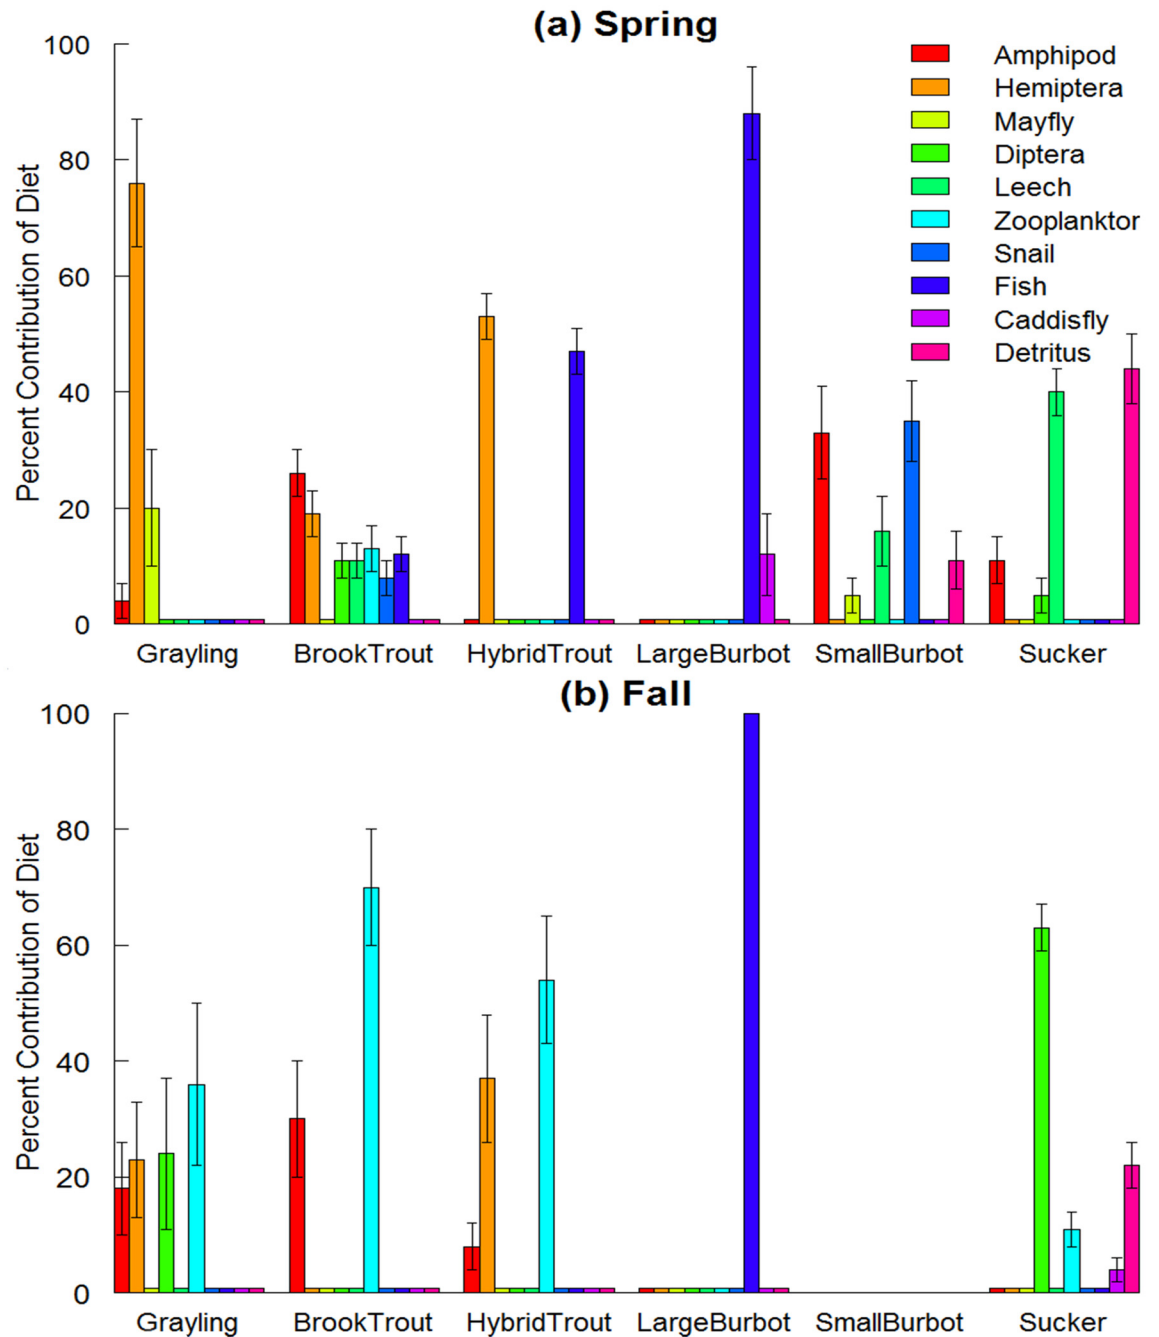 (a) Spring
Percent Contribution of Diet
100
80
60
40
20
0
Amphipod
Hemiptera
Mayfly
Diptera
Leech
Zooplanktor
Snail
Fish
Caddisfly
Detritus
Grayling BrookTrout HybridTrout LargeBurbot SmallBurbot Sucker
(b) Fall
Percent Contribution of Diet
100
80
60
40
20
0
Grayling BrookTrout HybridTrout LargeBurbot SmallBurbot Sucker